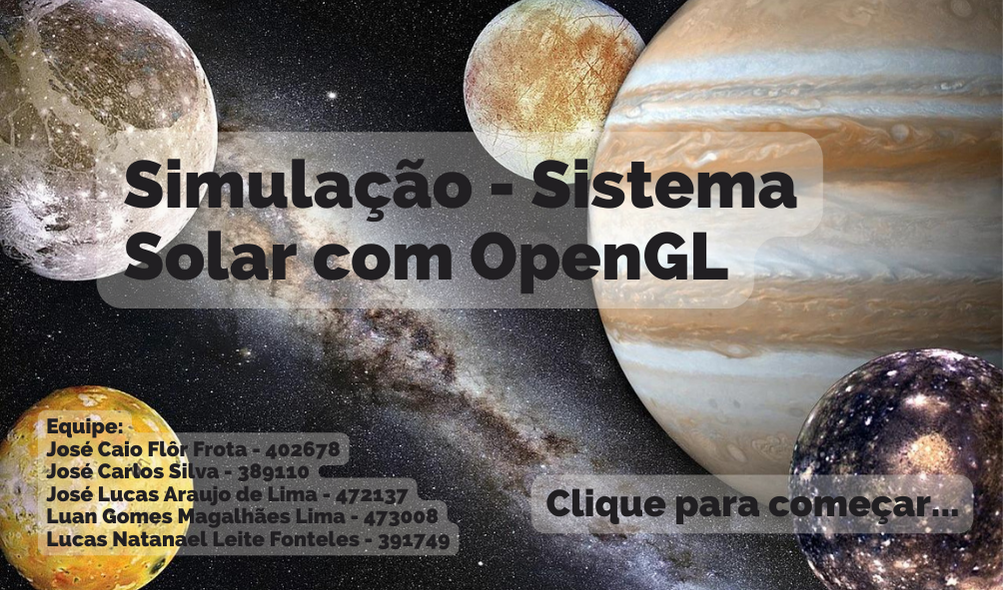 Simulação - Sistema
Solar com OpenGL
Equipe:
José Caio Flôr Frota - 402678
José Carlos Silva - 389110
José Lucas Araujo de Lima - 472137
Luan Gomes Magalhães Lima - 473008
Lucas Natanael Leite Fonteles - 391749
Clique para começar...